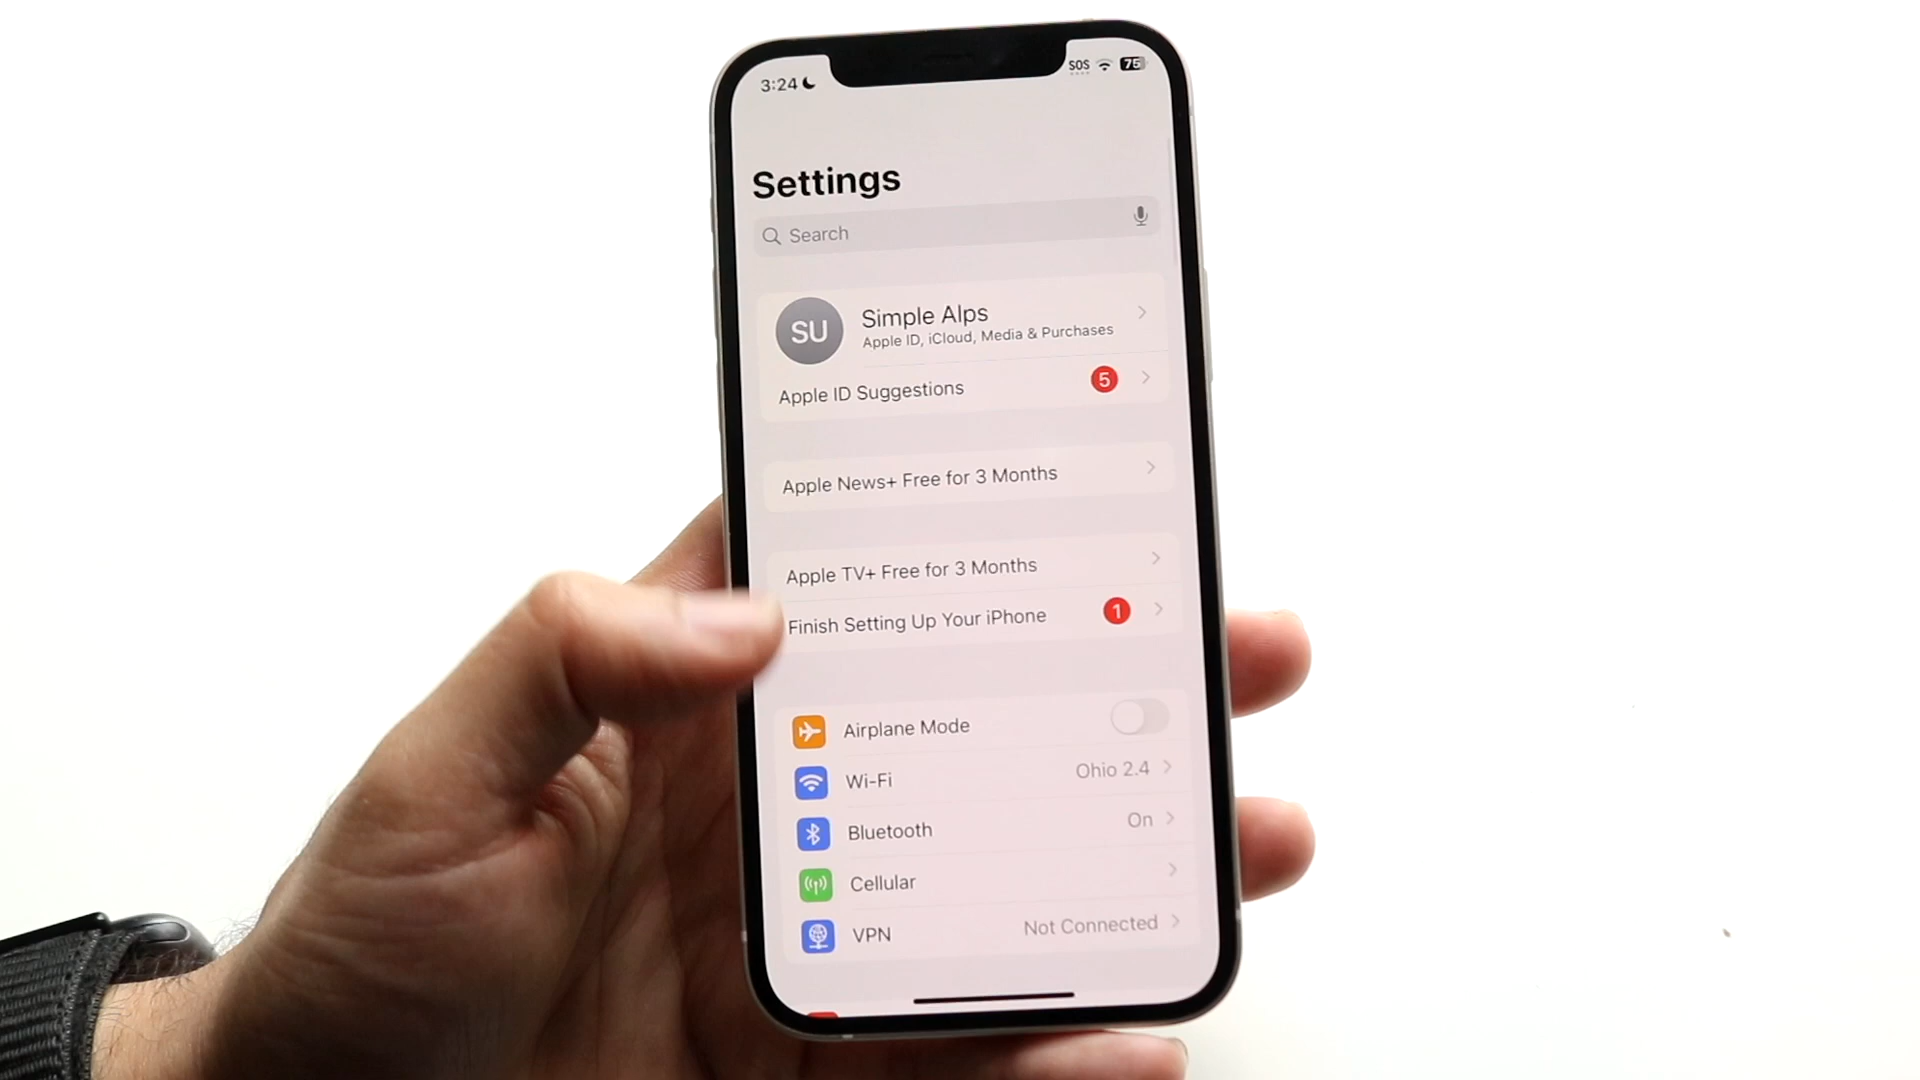 3:24
SOS
75
Settings
Search
SU
Simple Alps
Apple ID, iCloud, Media & Purchases
Apple ID Suggestions
5
Apple News+ Free for 3 Months
Apple TV+ Free for 3 Months
Finish Setting Up Your iPhone
1
Airplane Mode
Wi-Fi
Ohio 2.4
Bluetooth
On
Cellular
VPN
Not Connected